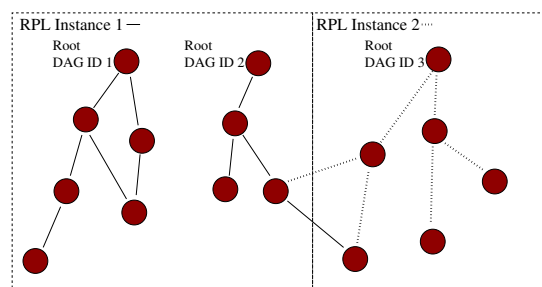 RPL Instance 1
RPL Instance 2
Root
DAG ID 1
DAG ID 2
Root
DAG ID 3
Root